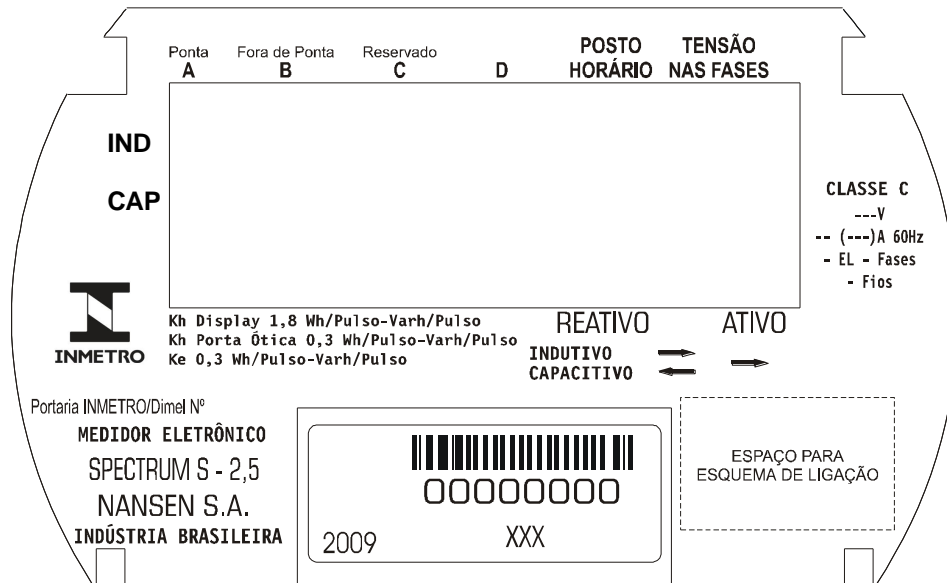 Ponta Fora de Ponta Reservado POSTO TENSÃO
A B C D HORÁRIO NAS FASES
IND
CAP
CLASSE C
---V
-- (---)A 60Hz
- EL - Fases
- Fios
INMETRO
Kh Display 1,8 Wh/Pulso-Varh/Pulso
Kh Porta Ótica 0,3 Wh/Pulso-Varh/Pulso
Ke 0,3 Wh/Pulso-Varh/Pulso
REATIVO ATIVO
INDUTIVO
CAPACITIVO
Portaria INMETRO/Dimel Nº
MEDIDOR ELETRÔNICO
SPECTRUM S - 2,5
NANSEN S.A.
INDÚSTRIA BRASILEIRA
00000000
2009 XXX
ESPAÇO PARA
ESQUEMA DE LIGAÇÃO